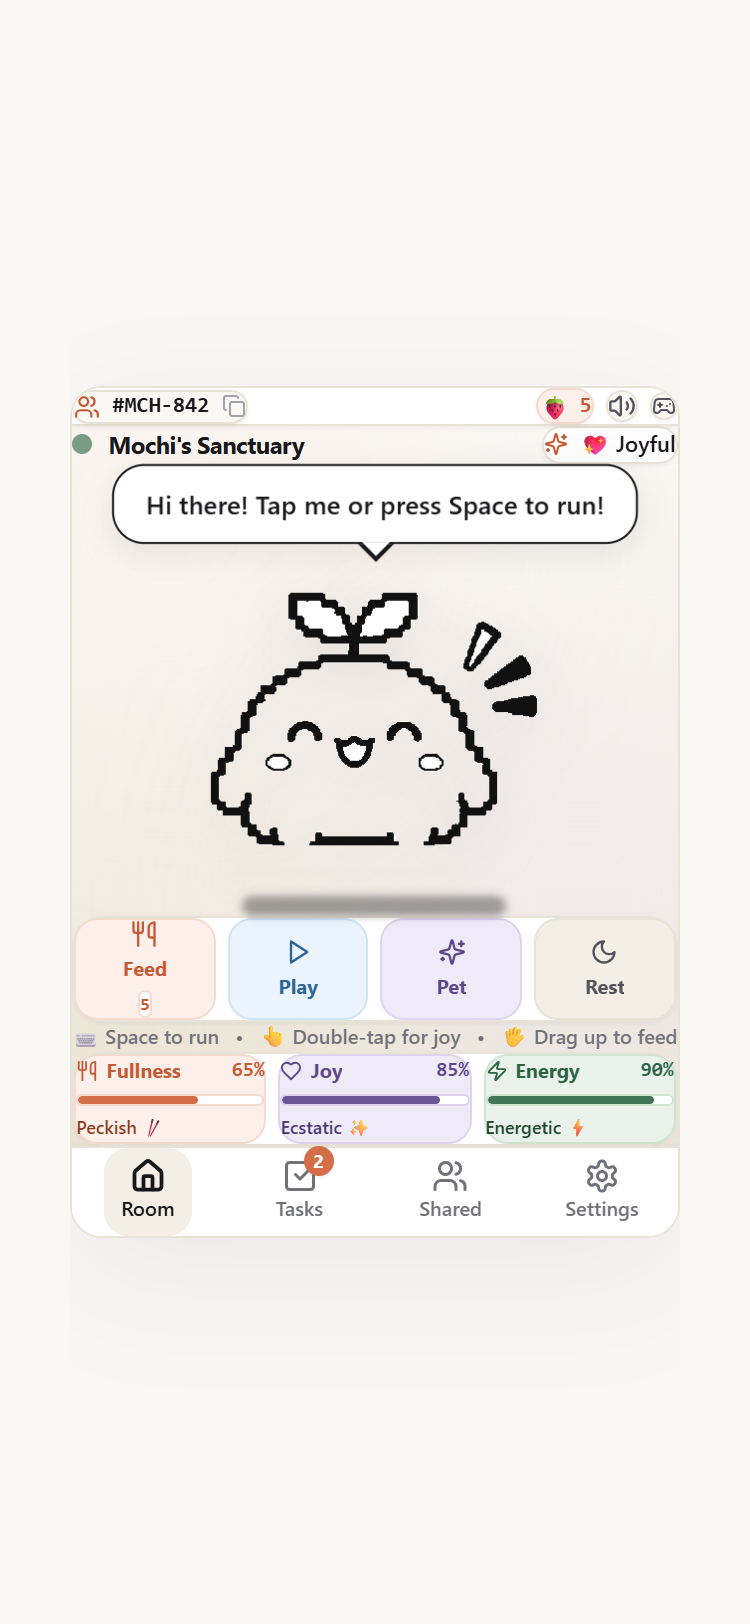 #MCH-842
5
Mochi's Sanctuary
💖 Joyful
Hi there! Tap me or press Space to run!
Feed
5
Play
Pet
Rest
Space to run • Double-tap for joy • Drag up to feed
Fullness 65%
Peckish
Joy 85%
Ecstatic
Energy 90%
Energetic
Room
2
Tasks
Shared
Settings